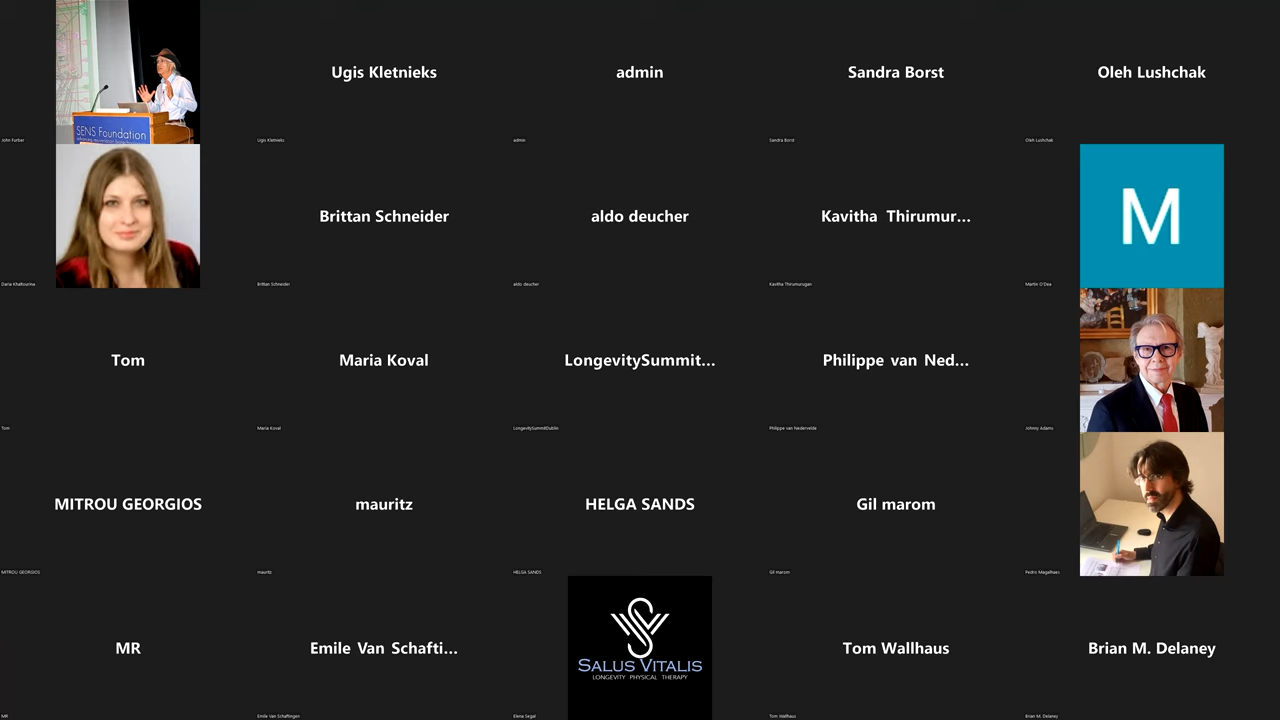 SENS Foundation
Ugis Kletnieks
admin
Sandra Borst
Oleh Lushchak
John Furber
Ugis Kletnieks
admin
Sandra Borst
Oleh Lushchak
Brittan Schneider
aldo deucher
Kavitha Thirumur...
M
Daria Khaltourina
Brittan Schneider
aldo deucher
Kavitha Thirumurugan
Martin O'Dea
Tom
Maria Koval
LongevitySummit...
Philippe van Ned...
Tom
Maria Koval
LongevitySummitDublin
Philippe van Nedervelde
Johnny Adams
MITROU GEORGIOS
mauritz
HELGA SANDS
Gil marom
MITROU GEORGIOS
mauritz
HELGA SANDS
Gil marom
Pedro Magalhaes
MR
Emile Van Schafti...
SALUS VITALIS
LONGEVITY PHYSICAL THERAPY
Tom Wallhaus
Brian M. Delaney
MR
Emile Van Schaftingen
Elena Segal
Tom Wallhaus
Brian M. Delaney